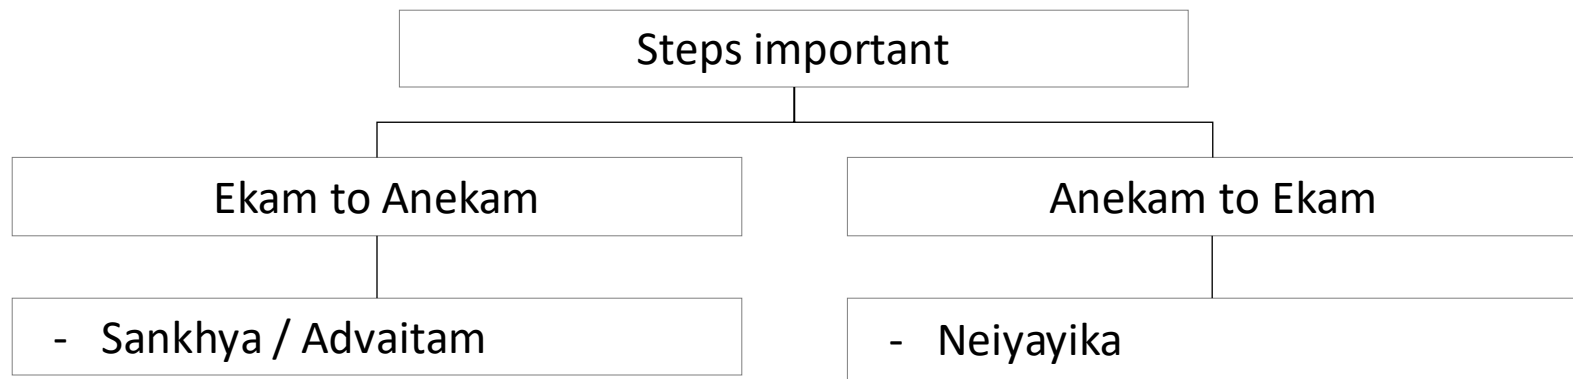 Steps important
Ekam to Anekam
Anekam to Ekam
- Sankhya / Advaitam
- Neiyayika